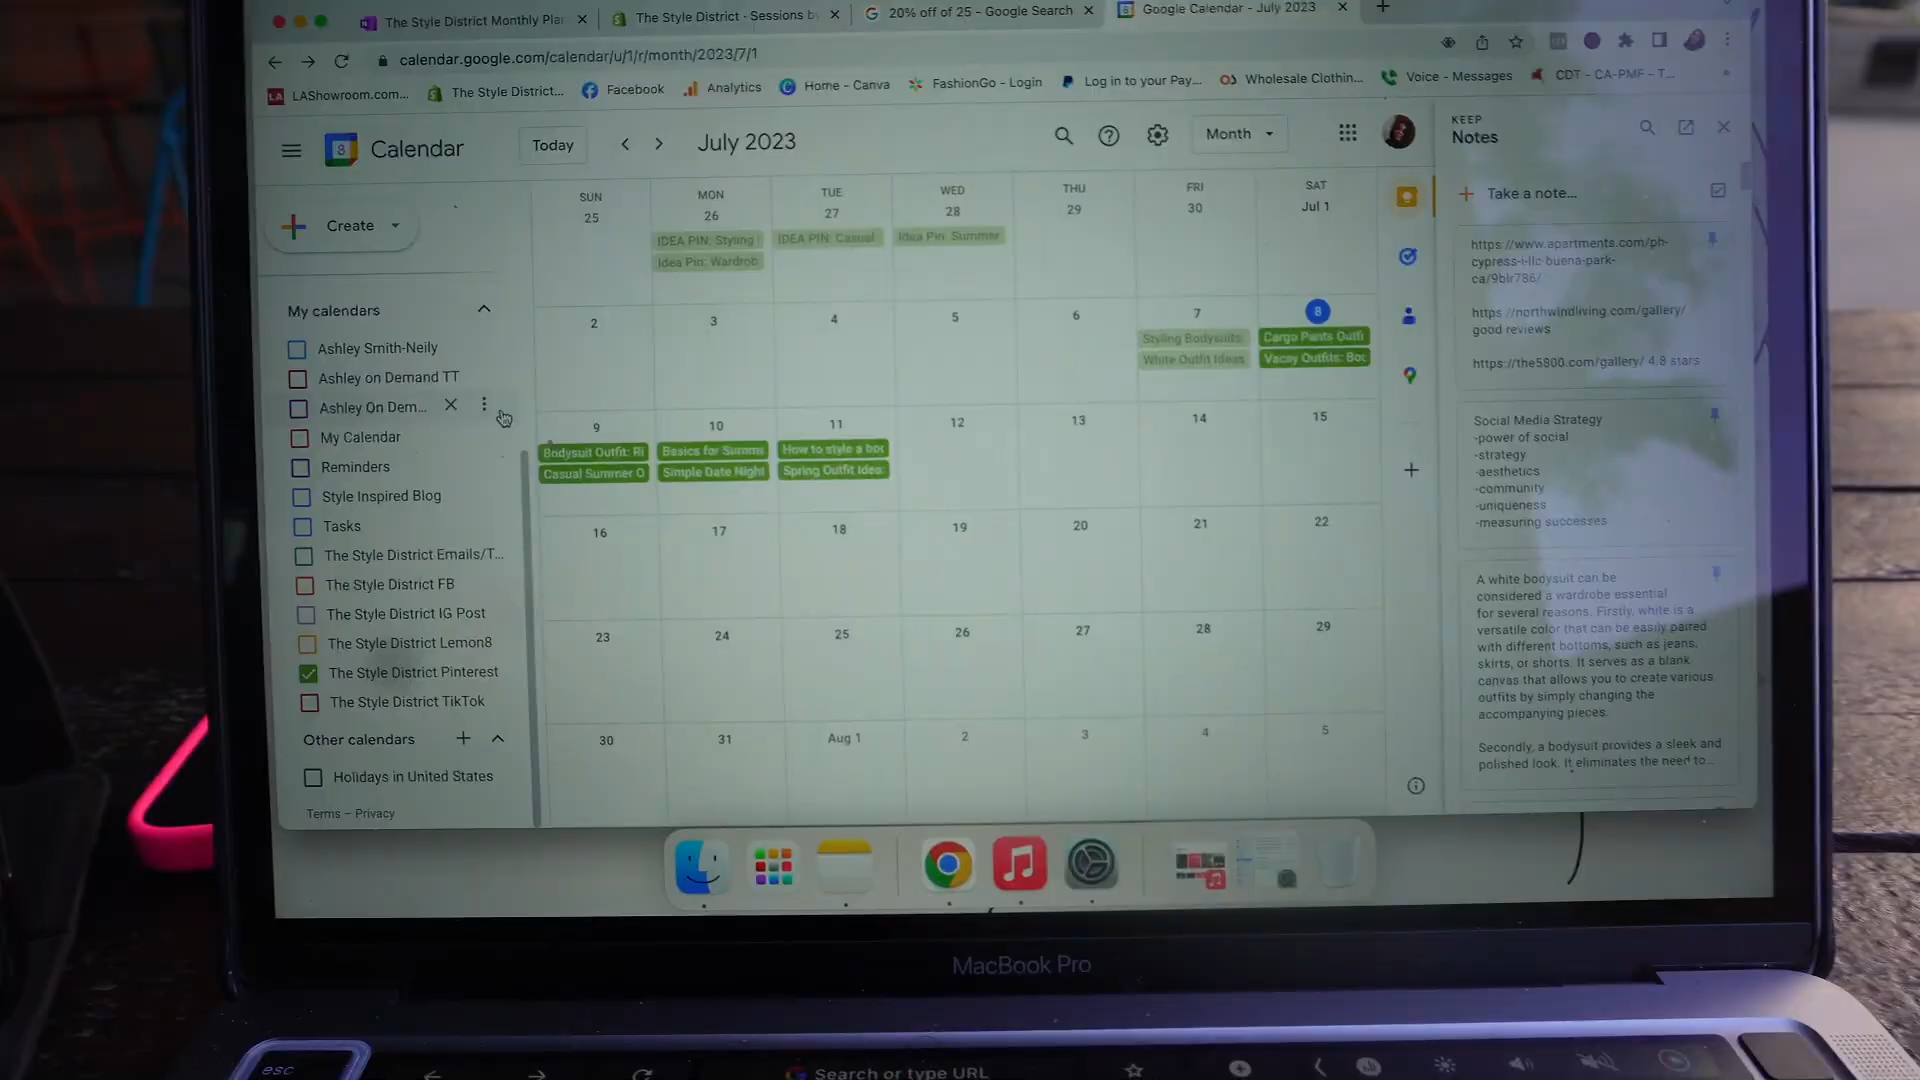 The Style District Monthly Pla
The Style District · Sessions by
20% off of 25 - Google Search
Google Calendar - July 2023
calendar.google.com/calendar/u/1/r/month/2023/7/1
LAShowroom.com...
The Style District...
Facebook
Analytics
Home - Canva
FashionGo - Login
Log in to your Pay...
Wholesale Clothin...
Voice - Messages
CDT - CA-PMF - T...
8 Calendar
Today
July 2023
Month
KEEP
Notes
Create
My calendars
Ashley Smith-Neily
Ashley on Demand TT
Ashley On Dem...
My Calendar
Reminders
Style Inspired Blog
Tasks
The Style District Emails/T...
The Style District FB
The Style District IG Post
The Style District Lemon8
The Style District Pinterest
The Style District TikTok
Other calendars
Holidays in United States
Terms – Privacy
SUN MON TUE WED THU FRI SAT
25 26 27 28 29 30 Jul 1
IDEA PIN: Styling
IDEA PIN: Casual
Idea Pin: Summer
Idea Pin: Wardrob
2 3 4 5 6 7 8
Styling Bodysuits:
Cargo Pants Outfi
White Outfit Ideas
Vacay Outfits: Boc
9 10 11 12 13 14 15
Bodysuit Outfit: Ri
Basics for Summe
How to style a boc
Casual Summer O
Simple Date Night
Spring Outfit Idea:
16 17 18 19 20 21 22
23 24 25 26 27 28 29
30 31 Aug 1 2 3 4 5
Take a note...
https://www.apartments.com/ph-
cypress-i-llc-buena-park-
ca/9blr786/
https://northwindliving.com/gallery/
good reviews
https://the5800.com/gallery/ 4.8 stars
Social Media Strategy
-power of social
-strategy
-aesthetics
-community
-uniqueness
-measuring successes
A white bodysuit can be
considered a wardrobe essential
for several reasons. Firstly, white is a
versatile color that can be easily paired
with different bottoms, such as jeans,
skirts, or shorts. It serves as a blank
canvas that allows you to create various
outfits by simply changing the
accompanying pieces.
Secondly, a bodysuit provides a sleek and
polished look. It eliminates the need to...
MacBook Pro
esc
Search or type URL